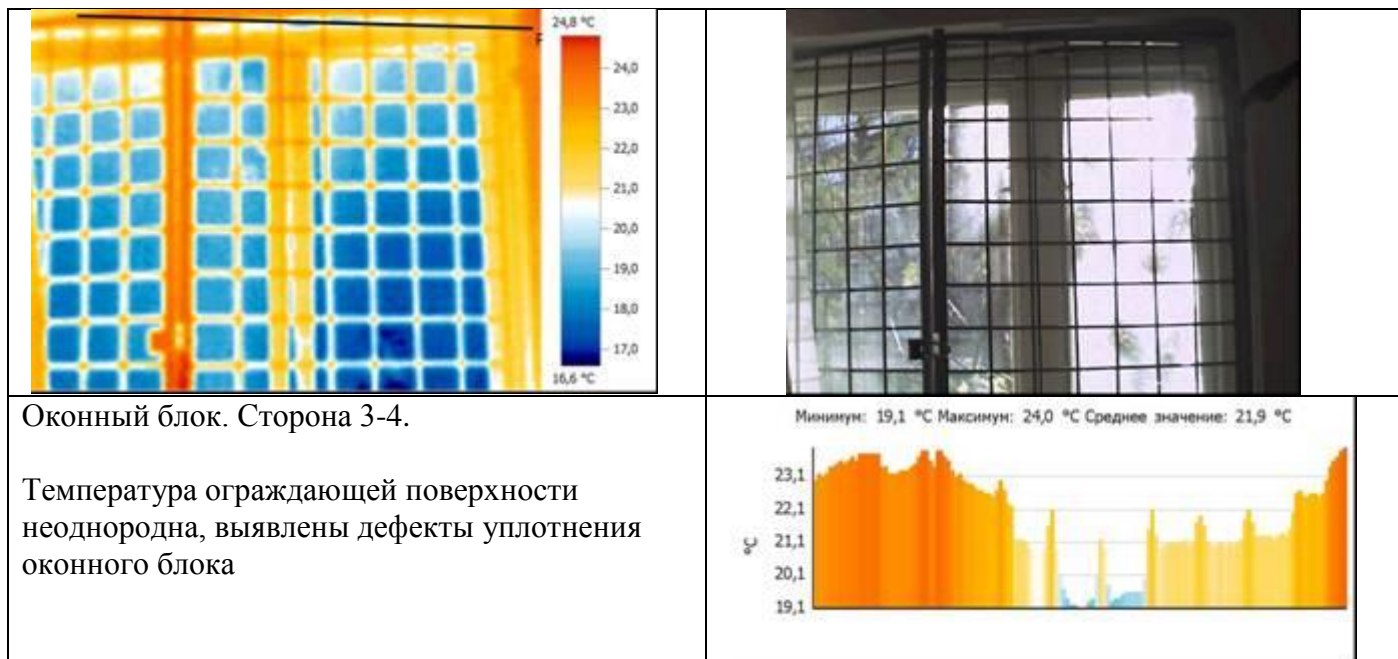 24,8 °C
P
24,0
23,0
22,0
21,0
20,0
19,0
18,0
17,0
16,6 °C
Оконный блок. Сторона 3-4.
Температура ограждающей поверхности
неоднородна, выявлены дефекты уплотнения
оконного блока
Минимум: 19,1 °C Максимум: 24,0 °C Среднее значение: 21,9 °C
23,1
22,1
21,1
20,1
19,1
°C